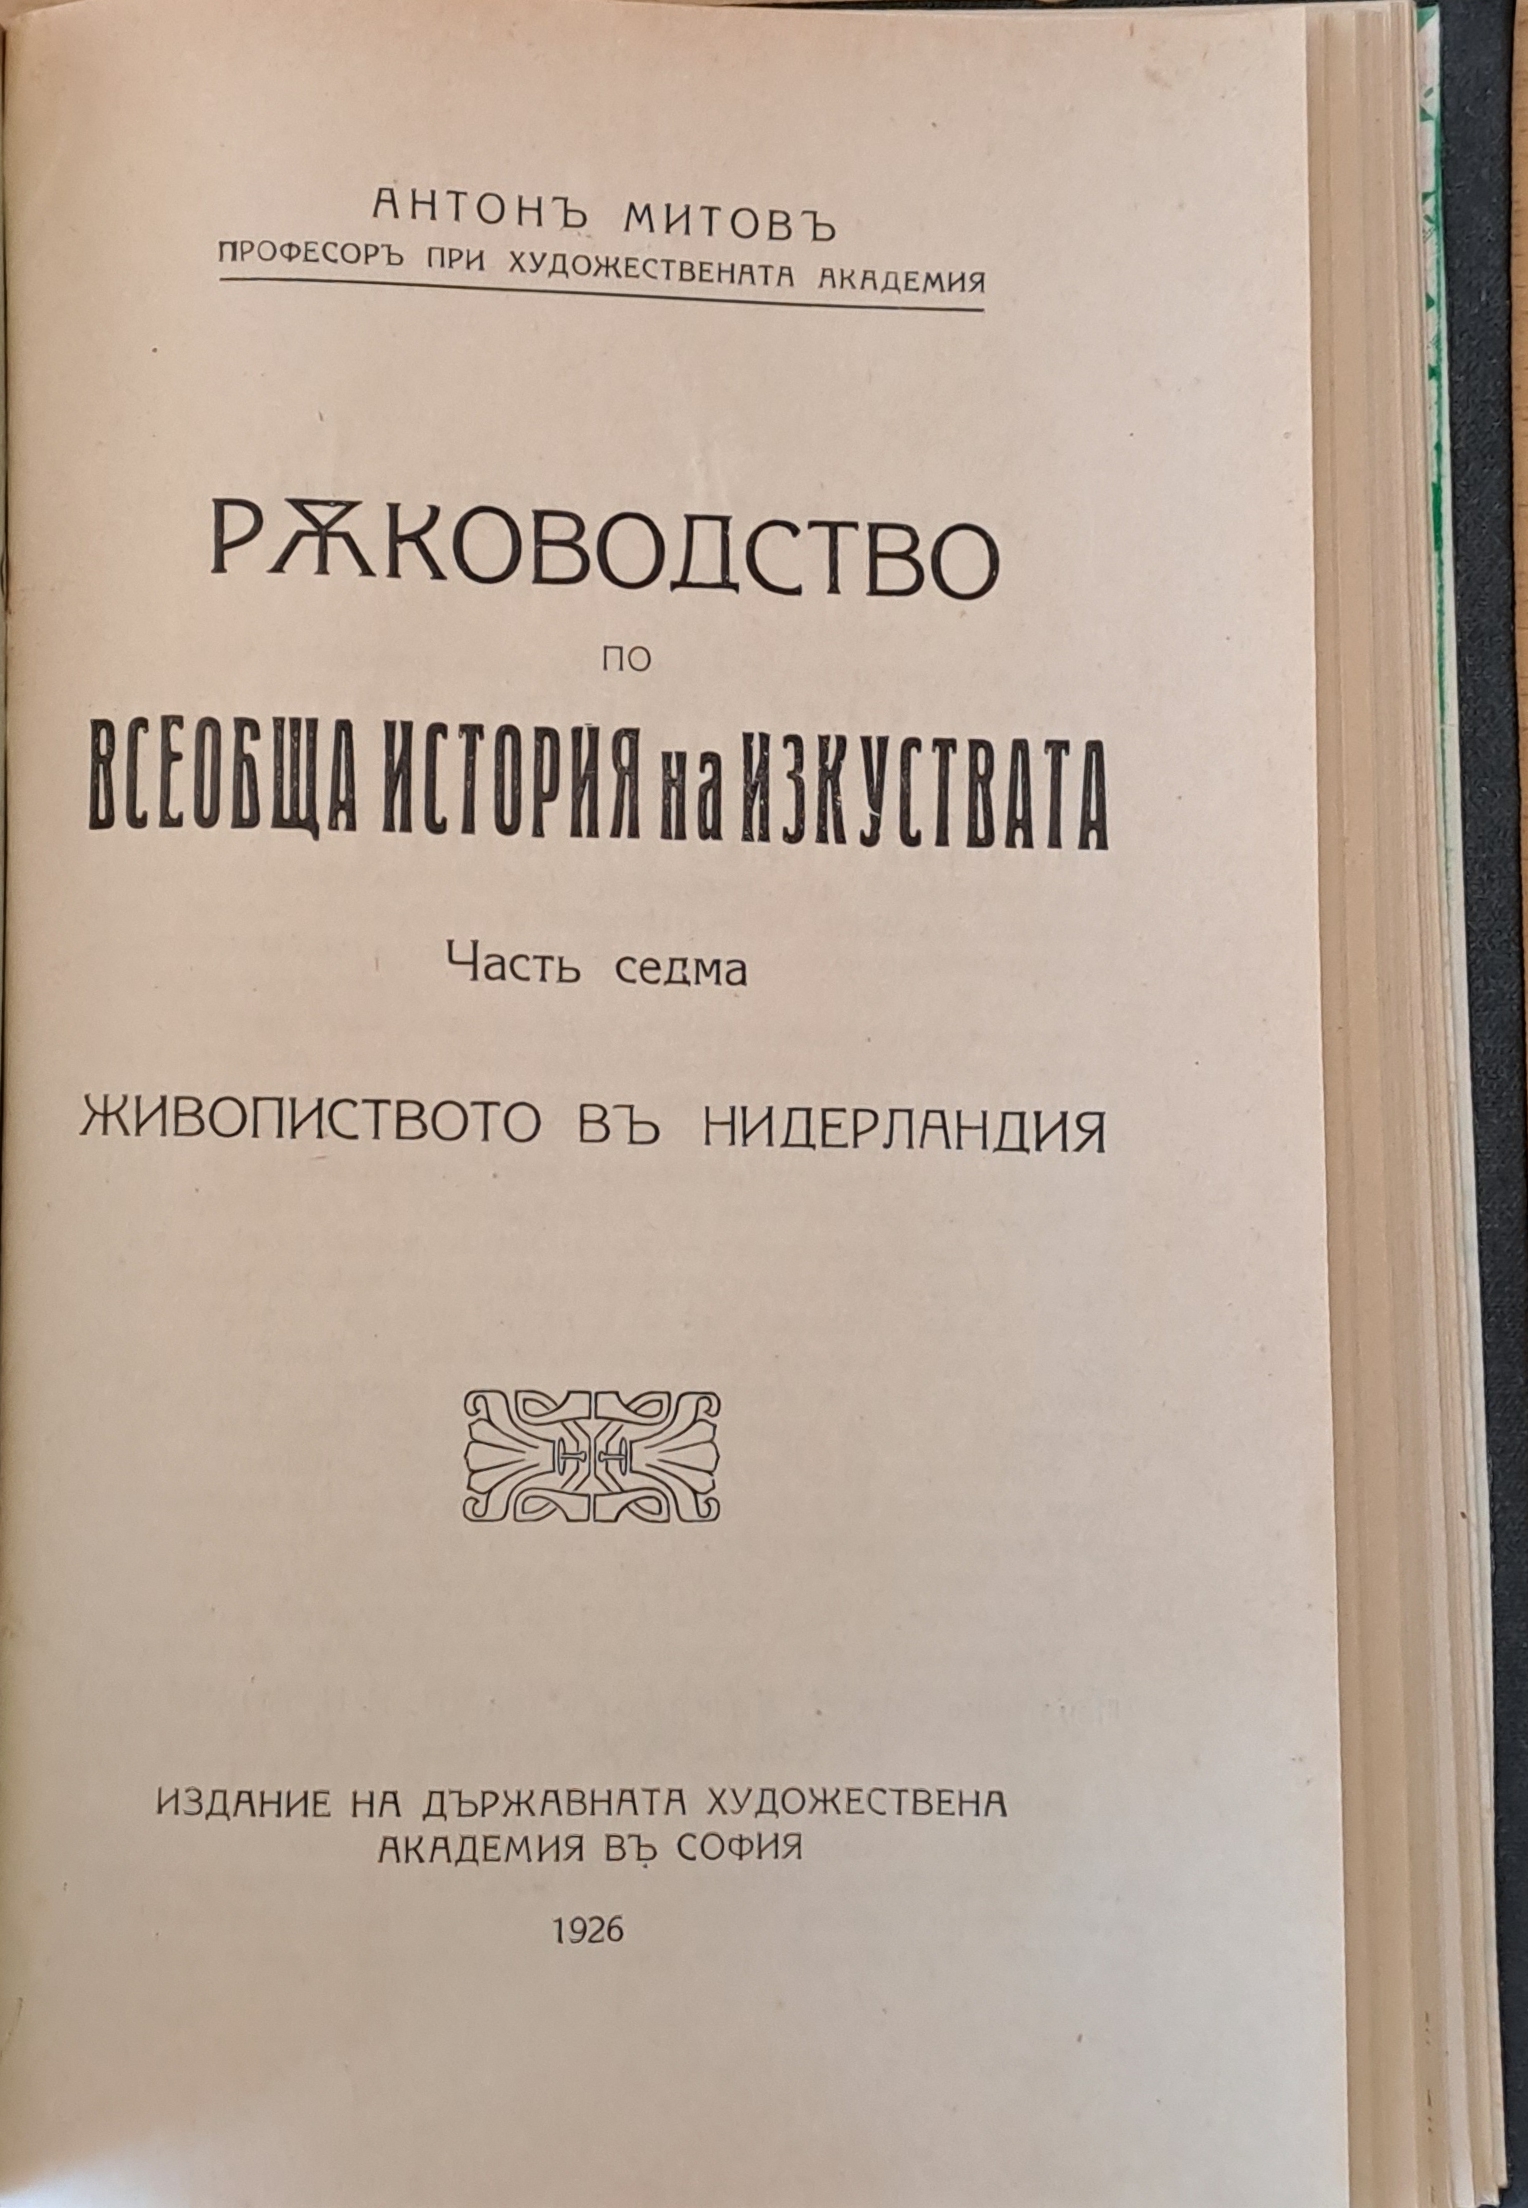 АНТОНЪ МИТОВЪ
ПРОФЕСОРЪ ПРИ ХУДОЖЕСТВЕНАТА АКАДЕМИЯ
РѪКОВОДСТВО
ПО
ВСЕОБЩА ИСТОРИЯ на ИЗКУСТВАТА
Часть седма
ЖИВОПИСТВОТО ВЪ НИДЕРЛАНДИЯ
ИЗДАНИЕ НА ДЪРЖАВНАТА ХУДОЖЕСТВЕНА
АКАДЕМИЯ ВЪ СОФИЯ
1926